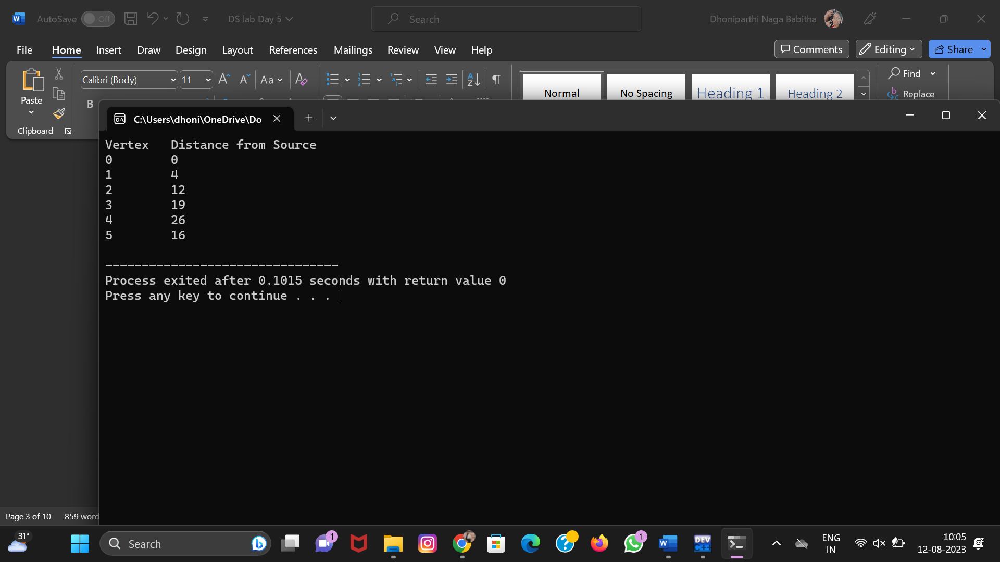 AutoSave Off DS lab Day 5 Search Dhoniparthi Naga Babitha
File Home Insert Draw Design Layout References Mailings Review View Help Comments Editing Share
Paste Calibri (Body) 11 Aa Normal No Spacing Heading 1 Heading 2 Find
B Replace
Clipboard
C:\Users\dhoni\OneDrive\Do
Vertex Distance from Source
0 0
1 4
2 12
3 19
4 26
5 16
--------------------------------
Process exited after 0.1015 seconds with return value 0
Press any key to continue . . .
Page 3 of 10 859 word
31° Search 1 1 DEV C++ ENG IN 10:05
12-08-2023